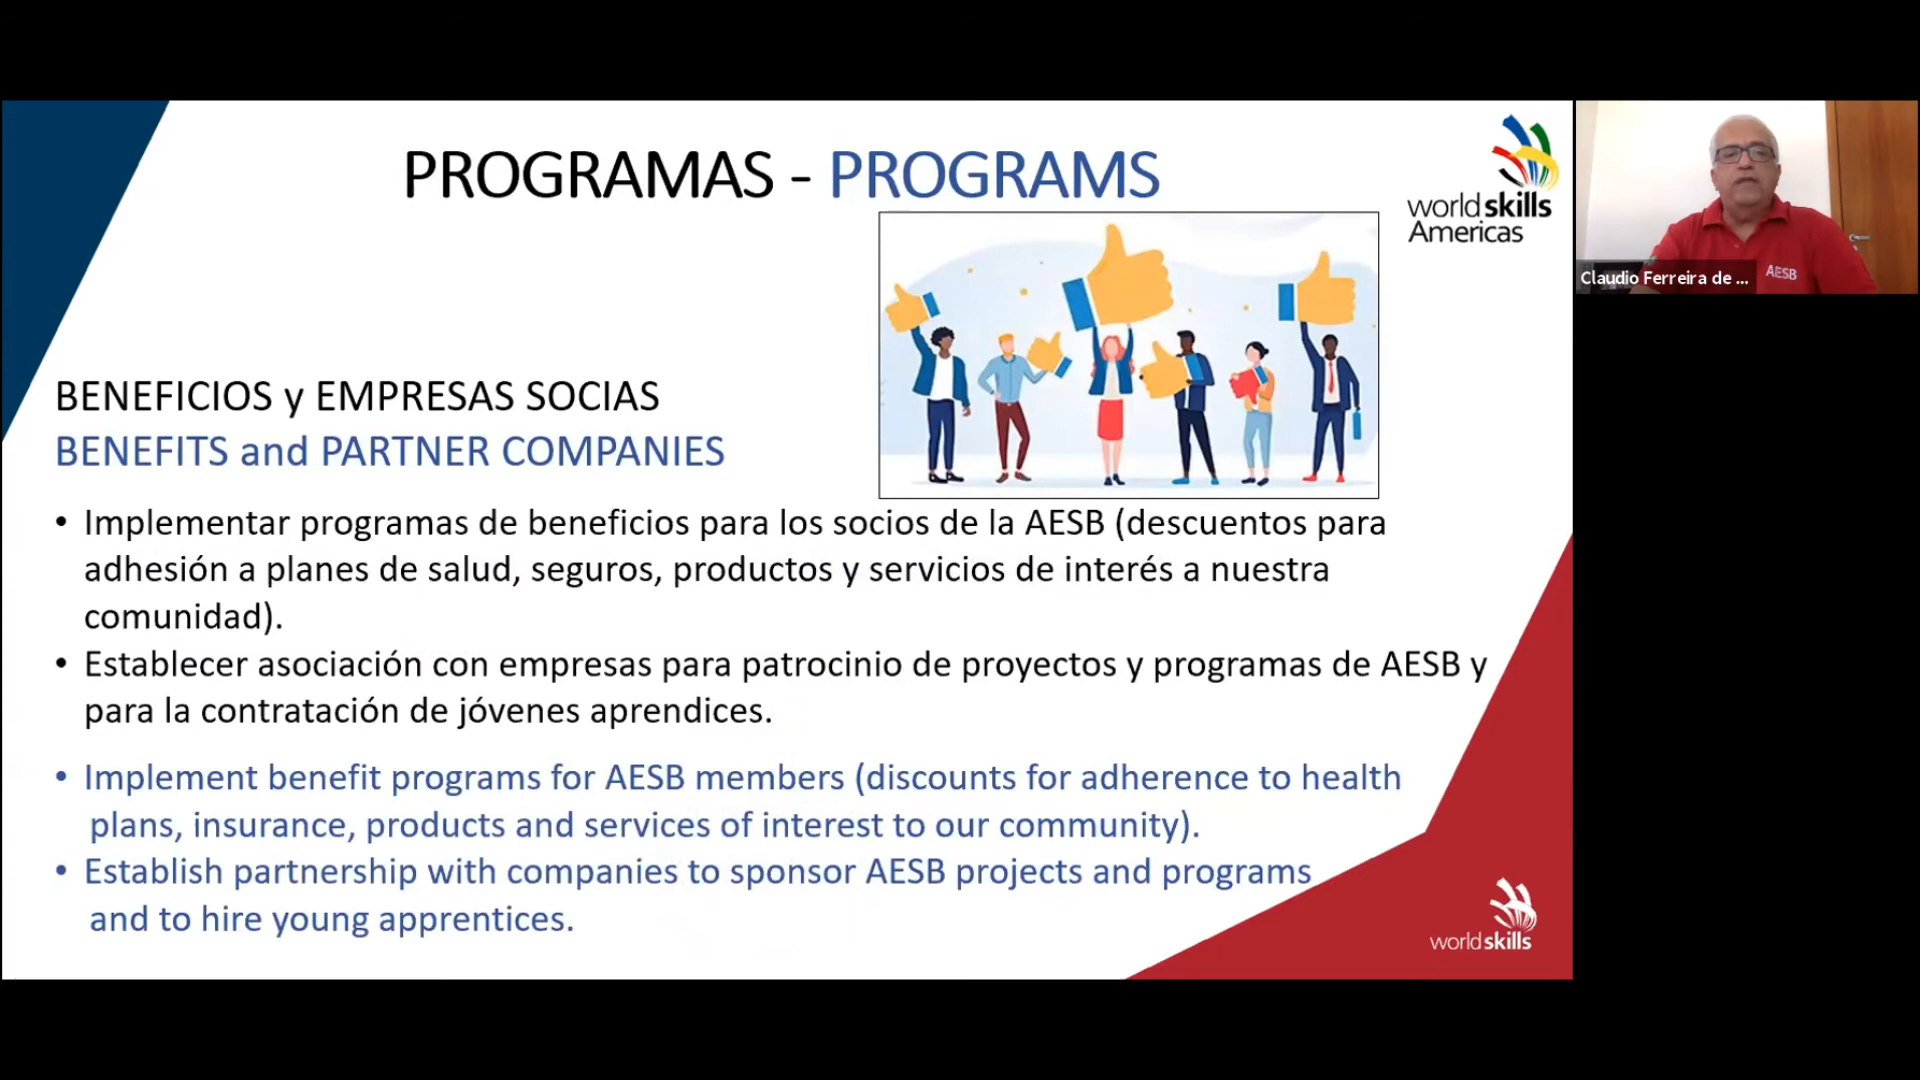 PROGRAMAS - PROGRAMS
world skills
Americas
Claudio Ferreira de ...
AESB
BENEFICIOS y EMPRESAS SOCIAS
BENEFITS and PARTNER COMPANIES
• Implementar programas de beneficios para los socios de la AESB (descuentos para
adhesión a planes de salud, seguros, productos y servicios de interés a nuestra
comunidad).
• Establecer asociación con empresas para patrocinio de proyectos y programas de AESB y
para la contratación de jóvenes aprendices.
• Implement benefit programs for AESB members (discounts for adherence to health
plans, insurance, products and services of interest to our community).
• Establish partnership with companies to sponsor AESB projects and programs
and to hire young apprentices.
world skills